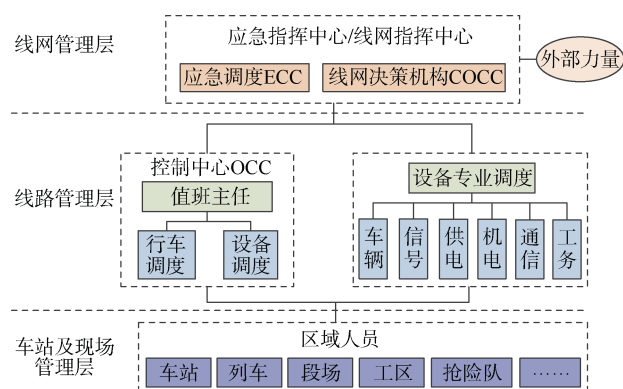 线网管理层
应急指挥中心/线网指挥中心
应急调度ECC
线网决策机构COCC
外部力量
线路管理层
控制中心OCC
值班主任
行车
调度
设备
调度
设备专业调度
车辆
信号
供电
机电
通信
工务
车站及现场
管理层
区域人员
车站
列车
段场
工区
抢险队
……